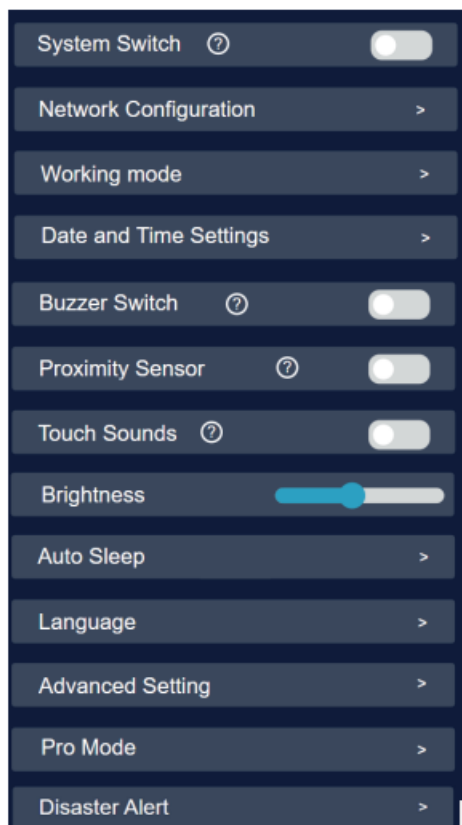 System Switch ?
Network Configuration >
Working mode >
Date and Time Settings >
Buzzer Switch ?
Proximity Sensor ?
Touch Sounds ?
Brightness
Auto Sleep >
Language >
Advanced Setting >
Pro Mode >
Disaster Alert >